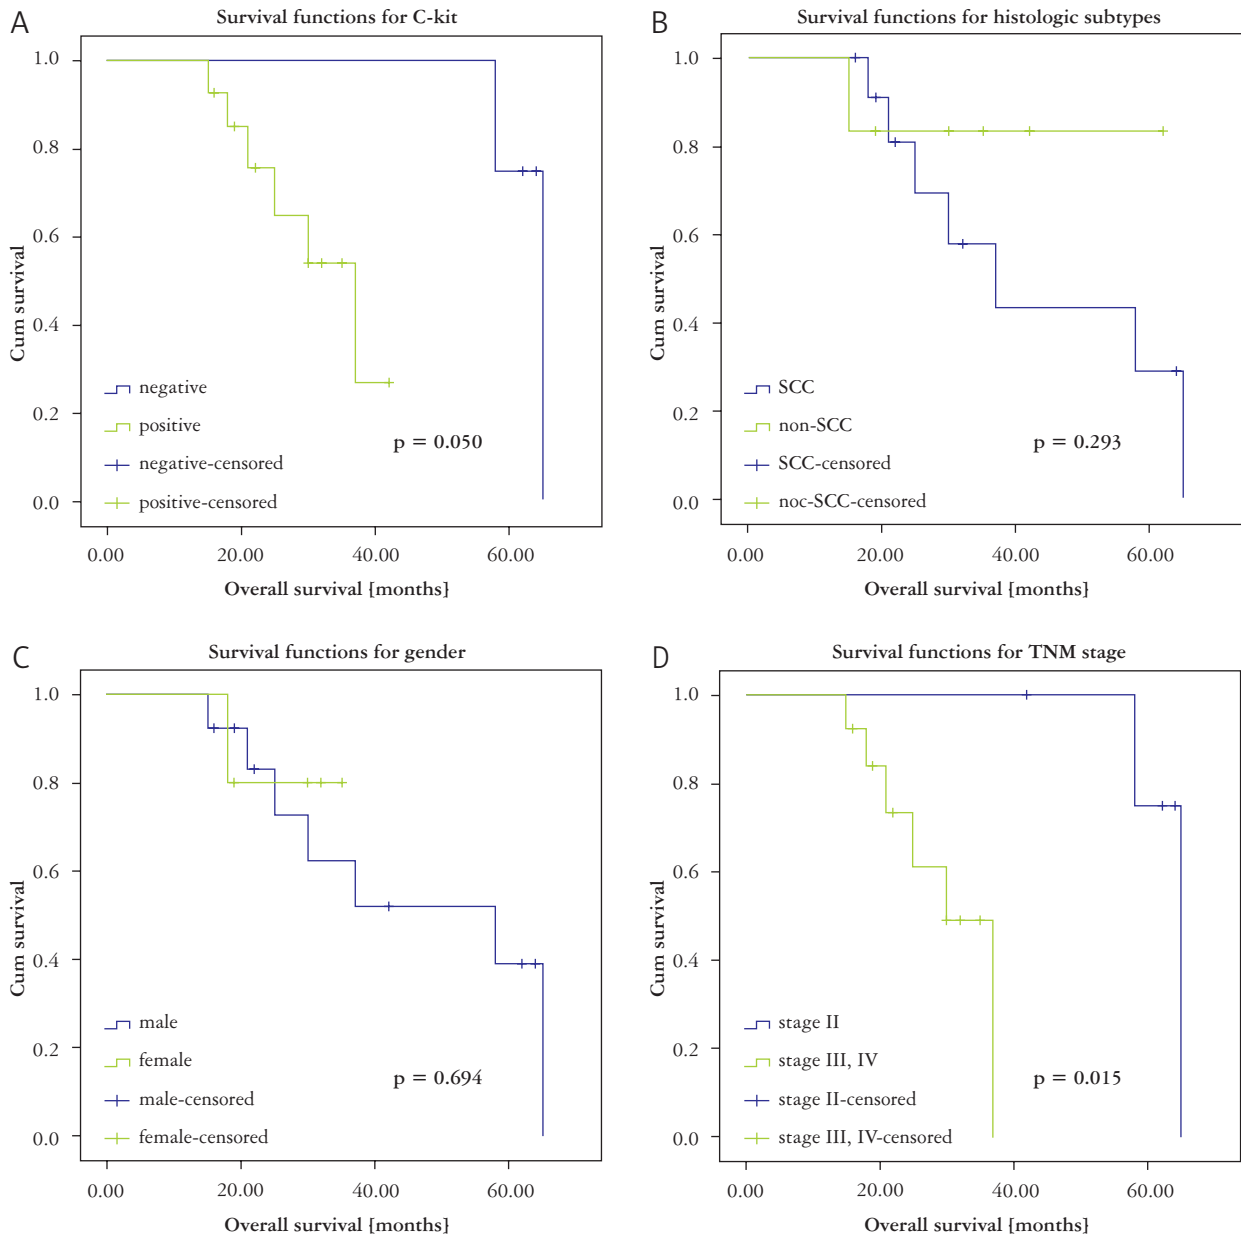 A
Survival functions for C-kit
Cum survival
1.0
0.8
0.6
0.4
0.2
0.0
negative
positive
negative-censored
positive-censored
p = 0.050
0.00 20.00 40.00 60.00
Overall survival {months}
B
Survival functions for histologic subtypes
Cum survival
1.0
0.8
0.6
0.4
0.2
0.0
SCC
non-SCC
SCC-censored
noc-SCC-censored
p = 0.293
0.00 20.00 40.00 60.00
Overall survival {months}
C
Survival functions for gender
Cum survival
1.0
0.8
0.6
0.4
0.2
0.0
male
female
male-censored
female-censored
p = 0.694
0.00 20.00 40.00 60.00
Overall survival {months}
D
Survival functions for TNM stage
Cum survival
1.0
0.8
0.6
0.4
0.2
0.0
stage II
stage III, IV
stage II-censored
stage III, IV-censored
p = 0.015
0.00 20.00 40.00 60.00
Overall survival {months}